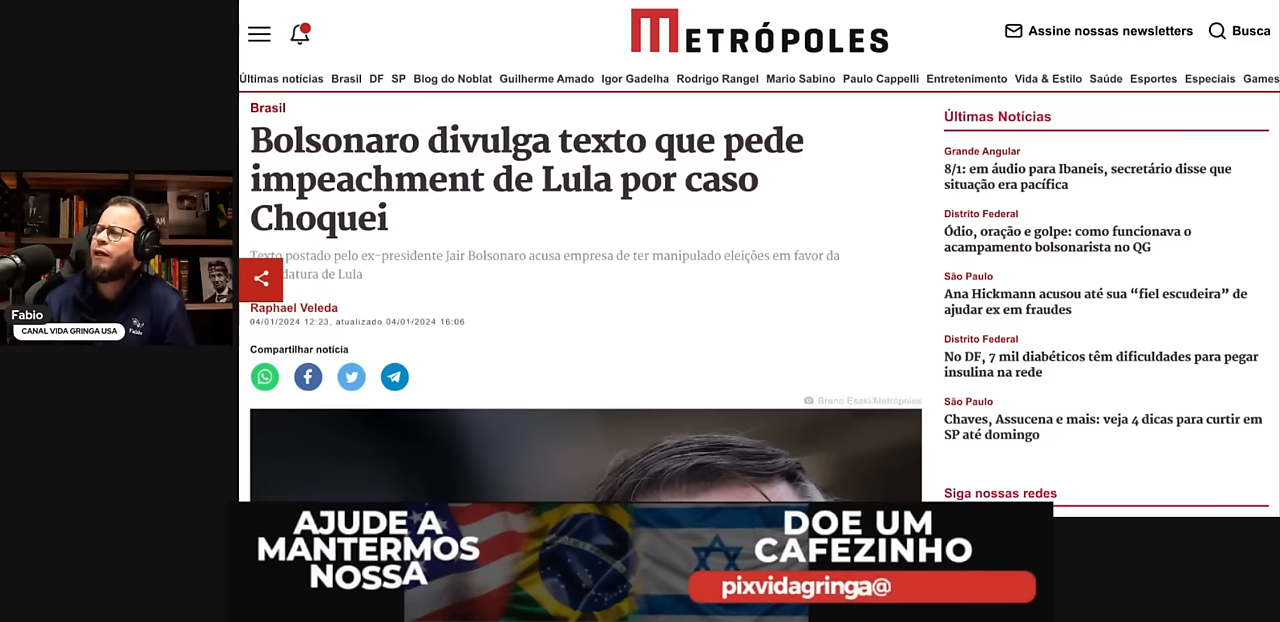 METRÓPOLES
Assine nossas newsletters
Busca
Últimas notícias Brasil DF SP Blog do Noblat Guilherme Amado Igor Gadelha Rodrigo Rangel Mario Sabino Paulo Cappelli Entretenimento Vida & Estilo Saúde Esportes Especiais Games
Brasil
Bolsonaro divulga texto que pede
impeachment de Lula por caso
Choquei
Texto postado pelo ex-presidente Jair Bolsonaro acusa empresa de ter manipulado eleições em favor da
datura de Lula
Raphael Veleda
04/01/2024 12:23, atualizado 04/01/2024 16:06
Compartilhar notícia
Breno Esaki/Metrópoles
Últimas Notícias
Grande Angular
8/1: em áudio para Ibaneis, secretário disse que
situação era pacífica
Distrito Federal
Ódio, oração e golpe: como funcionava o
acampamento bolsonarista no QG
São Paulo
Ana Hickmann acusou até sua “fiel escudeira” de
ajudar ex em fraudes
Distrito Federal
No DF, 7 mil diabéticos têm dificuldades para pegar
insulina na rede
São Paulo
Chaves, Assucena e mais: veja 4 dicas para curtir em
SP até domingo
Siga nossas redes
Fabio
CANAL VIDA GRINGA USA
AJUDE A
MANTERMOS
NOSSA
DOE UM
CAFEZINHO
pixvidagringa@